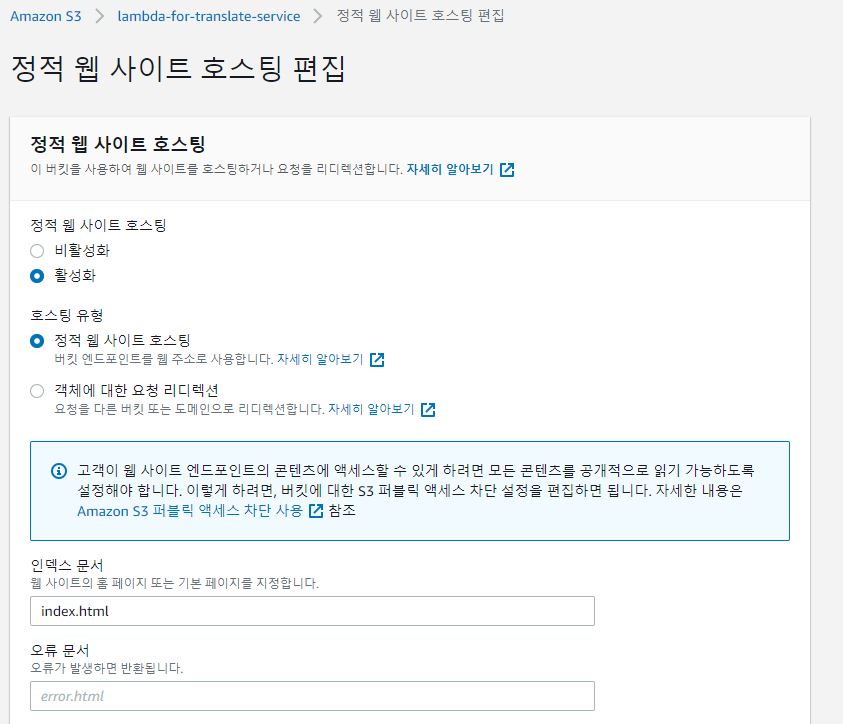 Amazon S3 > lambda-for-translate-service > 정적 웹 사이트 호스팅 편집
정적 웹 사이트 호스팅 편집
정적 웹 사이트 호스팅
이 버킷을 사용하여 웹 사이트를 호스팅하거나 요청을 리디렉션합니다. 자세히 알아보기
정적 웹 사이트 호스팅
비활성화
활성화
호스팅 유형
정적 웹 사이트 호스팅
버킷 엔드포인트를 웹 주소로 사용합니다. 자세히 알아보기
객체에 대한 요청 리디렉션
요청을 다른 버킷 또는 도메인으로 리디렉션합니다. 자세히 알아보기
고객이 웹 사이트 엔드포인트의 콘텐츠에 액세스할 수 있게 하려면 모든 콘텐츠를 공개적으로 읽기 가능하도록
설정해야 합니다. 이렇게 하려면, 버킷에 대한 S3 퍼블릭 액세스 차단 설정을 편집하면 됩니다. 자세한 내용은
Amazon S3 퍼블릭 액세스 차단 사용 참조
인덱스 문서
웹 사이트의 홈 페이지 또는 기본 페이지를 지정합니다.
index.html
오류 문서
오류가 발생하면 반환됩니다.
error.html